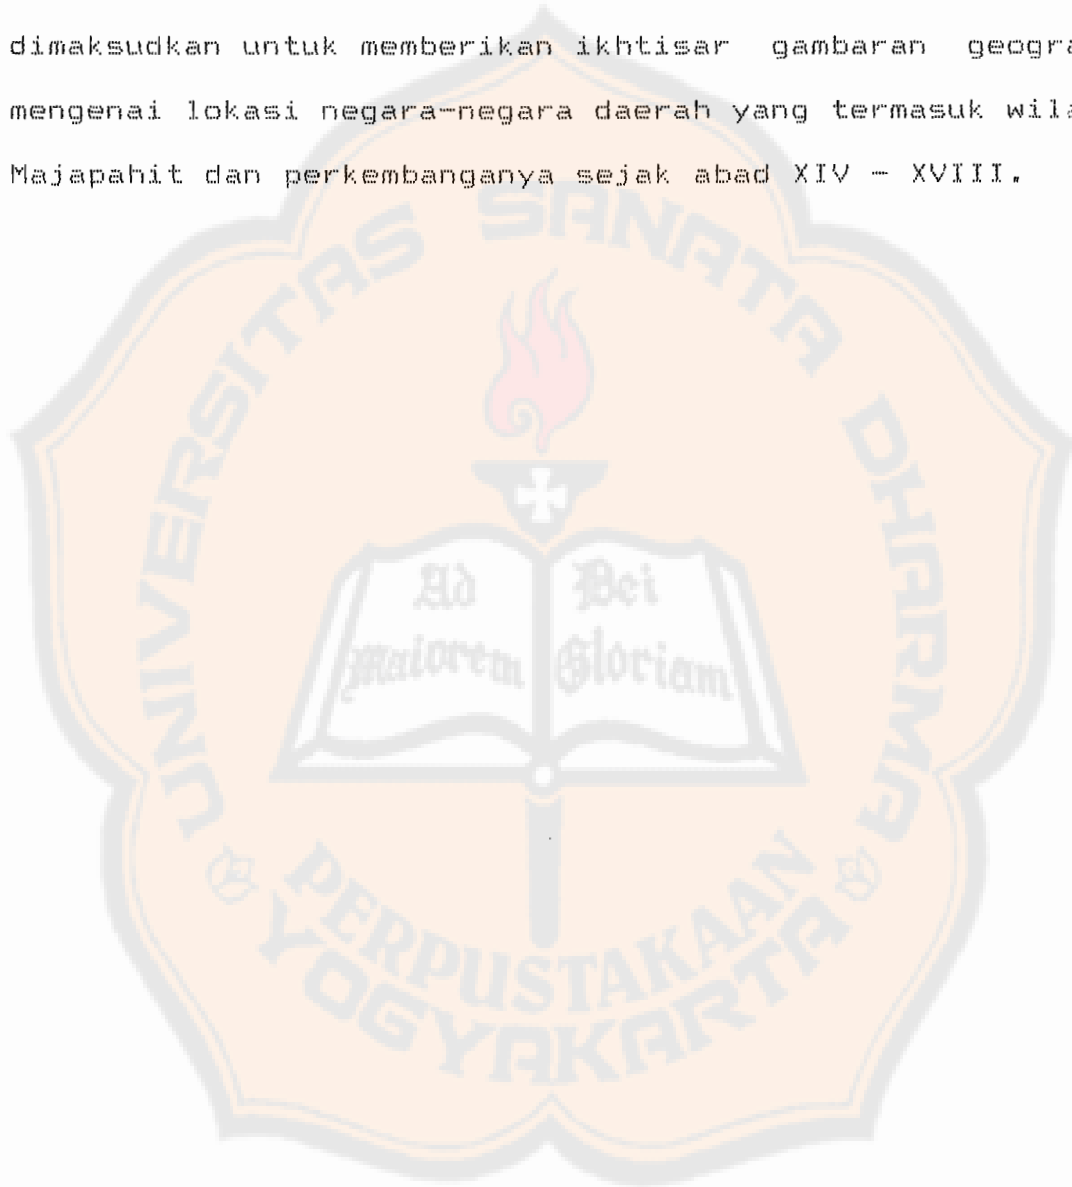 dimaksudkan untuk memberikan ikhtisar gambaran geogra
mengenai lokasi negara-negara daerah yang termasuk wila
Majapahit dan perkembanganya sejak abad XIV - XVIII.
UNIVERSITAS SANATA DHARMA
Ad Dei
maiorem Gloriam
PERPUSTAKAAN
YOGYAKARTA